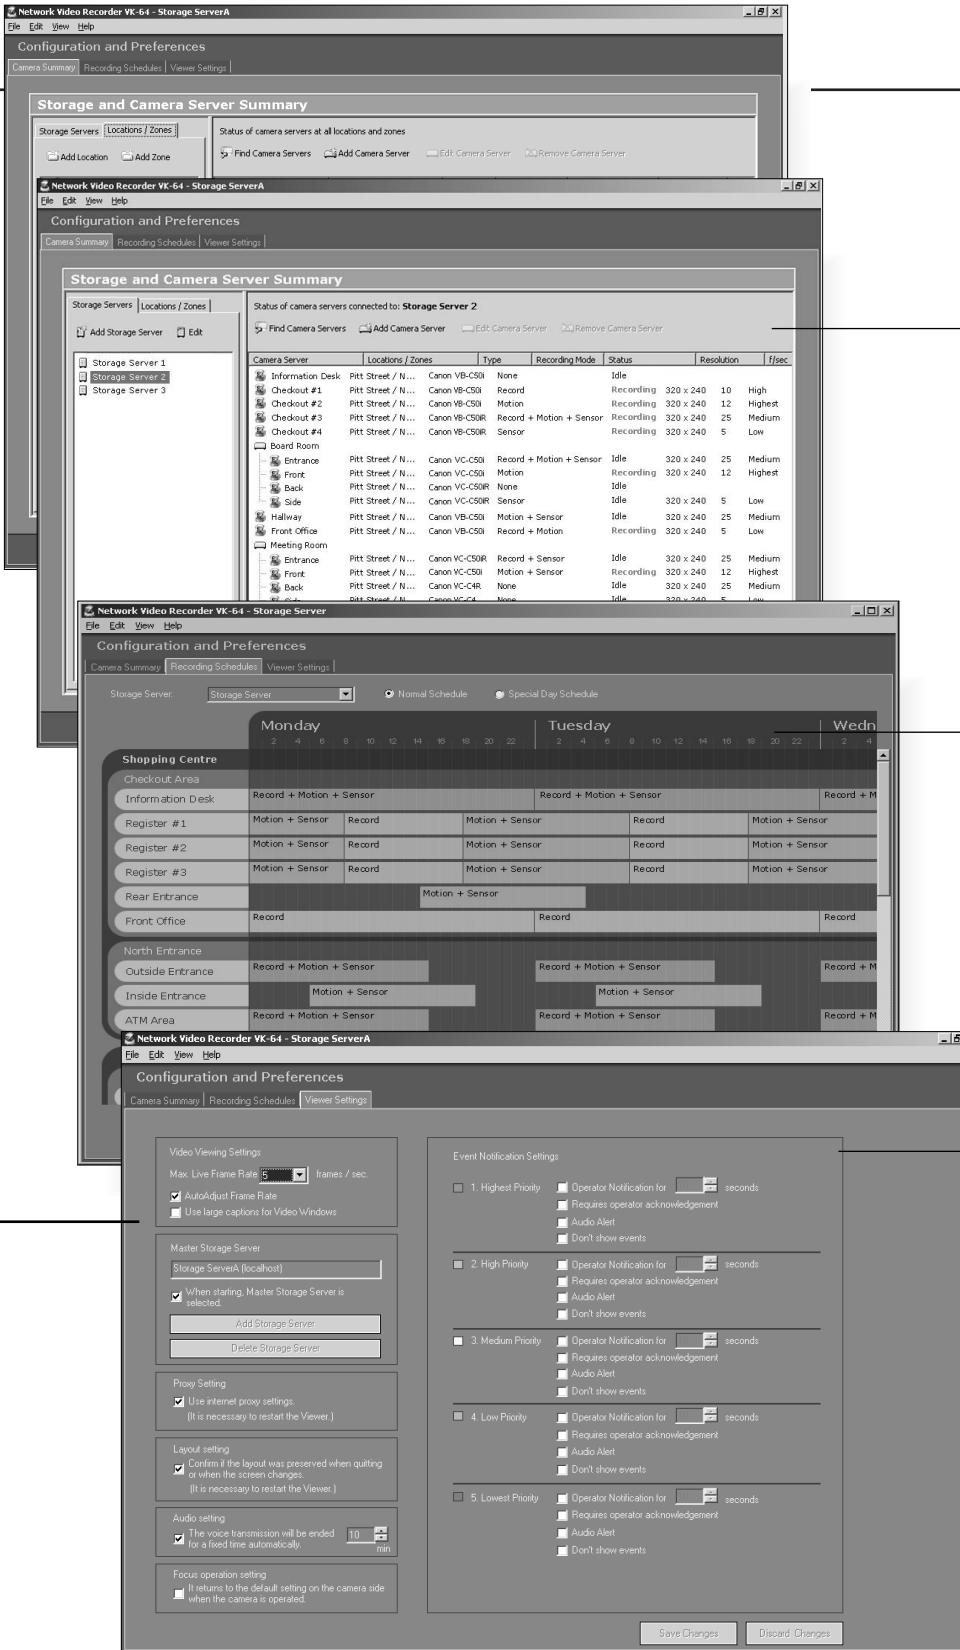 Network Video Recorder VK-64 - Storage ServerA
File Edit View Help
Configuration and Preferences
Camera Summary Recording Schedules Viewer Settings
Storage and Camera Server Summary
Storage Servers Locations / Zones
Status of camera servers at all locations and zones
Add Location Add Zone
Find Camera Servers Add Camera Server Edit Camera Server Remove Camera Server
Network Video Recorder VK-64 - Storage ServerA
File Edit View Help
Configuration and Preferences
Camera Summary Recording Schedules Viewer Settings
Storage and Camera Server Summary
Storage Servers Locations / Zones
Status of camera servers connected to: Storage Server 2
Add Storage Server Edit
Find Camera Servers Add Camera Server Edit Camera Server Remove Camera Server
Storage Server 1
Storage Server 2
Storage Server 3
Camera Server Locations / Zones Type Recording Mode Status Resolution f/sec
Information Desk Pitt Street / N... Canon VB-C50i None Idle
Checkout #1 Pitt Street / N... Canon VB-C50i Record Recording 320 x 240 10 High
Checkout #2 Pitt Street / N... Canon VB-C50i Motion Recording 320 x 240 12 Highest
Checkout #3 Pitt Street / N... Canon VB-C50iR Record + Motion + Sensor Recording 320 x 240 25 Medium
Checkout #4 Pitt Street / N... Canon VB-C50iR Sensor Recording 320 x 240 5 Low
Board Room
Entrance Pitt Street / N... Canon VC-C50i Record + Motion + Sensor Idle 320 x 240 25 Medium
Front Pitt Street / N... Canon VC-C50i Motion Recording 320 x 240 12 Highest
Back Pitt Street / N... Canon VC-C50iR None Idle
Side Pitt Street / N... Canon VC-C50iR Sensor Idle 320 x 240 5 Low
Hallway Pitt Street / N... Canon VB-C50i Motion + Sensor Idle 320 x 240 25 Medium
Front Office Pitt Street / N... Canon VB-C50i Record + Motion Recording 320 x 240 5 Low
Meeting Room
Entrance Pitt Street / N... Canon VC-C50iR Record + Sensor Idle 320 x 240 25 Medium
Front Pitt Street / N... Canon VC-C50i Motion + Sensor Recording 320 x 240 12 Highest
Back Pitt Street / N... Canon VC-C4R None Idle 320 x 240 25 Medium
Side Pitt Street / N... Canon VC-C4 None Idle 320 x 240 5 Low
Network Video Recorder VK-64 - Storage Server
File Edit View Help
Configuration and Preferences
Camera Summary Recording Schedules Viewer Settings
Storage Server: Storage Server Normal Schedule Special Day Schedule
Monday Tuesday Wedn
2 4 6 8 10 12 14 16 18 20 22 2 4 6 8 10 12 14 16 18 20 22 2 4
Shopping Centre
Checkout Area
Information Desk Record + Motion + Sensor Record + Motion + Sensor Record + M
Register #1 Motion + Sensor Record Motion + Sensor Record Motion + Sensor
Register #2 Motion + Sensor Record Motion + Sensor Record Motion + Sensor
Register #3 Motion + Sensor Record Motion + Sensor Record Motion + Sensor
Rear Entrance Motion + Sensor
Front Office Record Record Record
North Entrance
Outside Entrance Record + Motion + Sensor Record + Motion + Sensor Record + M
Inside Entrance Motion + Sensor Motion + Sensor
ATM Area Record + Motion + Sensor Record + Motion + Sensor Record + M
Network Video Recorder VK-64 - Storage ServerA
File Edit View Help
Configuration and Preferences
Camera Summary Recording Schedules Viewer Settings
Video Viewing Settings
Max. Live Frame Rate 5 frames / sec.
AutoAdjust Frame Rate
Use large captions for Video Windows
Master Storage Server
Storage ServerA (localhost)
When starting, Master Storage Server is
selected.
Add Storage Server
Delete Storage Server
Proxy Setting
Use internet proxy settings.
(It is necessary to restart the Viewer.)
Layout setting
Confirm if the layout was preserved when quitting
or when the screen changes.
(It is necessary to restart the Viewer.)
Audio setting
The voice transmission will be ended 10
for a fixed time automatically. min
Focus operation setting
It returns to the default setting on the camera side
when the camera is operated.
Event Notification Settings
1. Highest Priority Operator Notification for seconds
Requires operator acknowledgement
Audio Alert
Don't show events
2. High Priority Operator Notification for seconds
Requires operator acknowledgement
Audio Alert
Don't show events
3. Medium Priority Operator Notification for seconds
Requires operator acknowledgement
Audio Alert
Don't show events
4. Low Priority Operator Notification for seconds
Requires operator acknowledgement
Audio Alert
Don't show events
5. Lowest Priority Operator Notification for seconds
Requires operator acknowledgement
Audio Alert
Don't show events
Save Changes Discard Changes